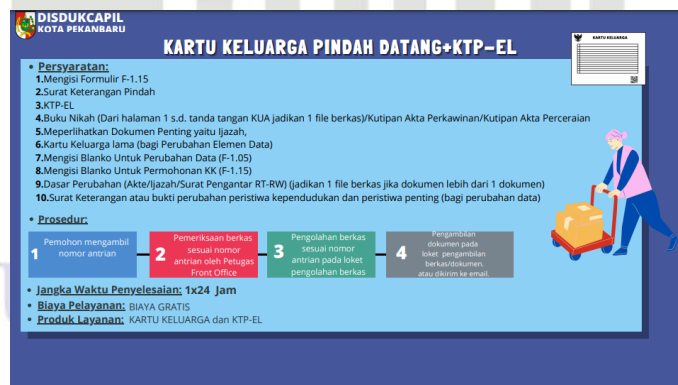 DISDUKCAPIL
KOTA PEKANBARU
KARTU KELUARGA PINDAH DATANG+KTP-EL
KARTU KELUARGA
• Persyaratan:
1.Mengisi Formulir F-1.15
2.Surat Keterangan Pindah
3.KTP-EL
4.Buku Nikah (Dari halaman 1 s.d. tanda tangan KUA jadikan 1 file berkas)/Kutipan Akta Perkawinan/Kutipan Akta Perceraian
5.Meperlihatkan Dokumen Penting yaitu Ijazah,
6.Kartu Keluarga lama (bagi Perubahan Elemen Data)
7.Mengisi Blanko Untuk Perubahan Data (F-1.05)
8.Mengisi Blanko Untuk Permohonan KK (F-1.15)
9.Dasar Perubahan (Akte/Ijazah/Surat Pengantar RT-RW) (jadikan 1 file berkas jika dokumen lebih dari 1 dokumen)
10.Surat Keterangan atau bukti perubahan peristiwa kependudukan dan peristiwa penting (bagi perubahan data)
• Prosedur:
1
Pemohon mengambil
nomor antrian
2
Pemeriksaan berkas
sesuai nomor
antrian oleh Petugas
Front Office
3
Pengolahan berkas
sesuai nomor
antrian pada loket
pengolahan berkas
4
Pengambilan
dokumen pada
loket pengambilan
berkas/dokumen.
atau dikirim ke email.
• Jangka Waktu Penyelesaian: 1x24 Jam
• Biaya Pelayanan: BIAYA GRATIS
• Produk Layanan: KARTU KELUARGA dan KTP-EL